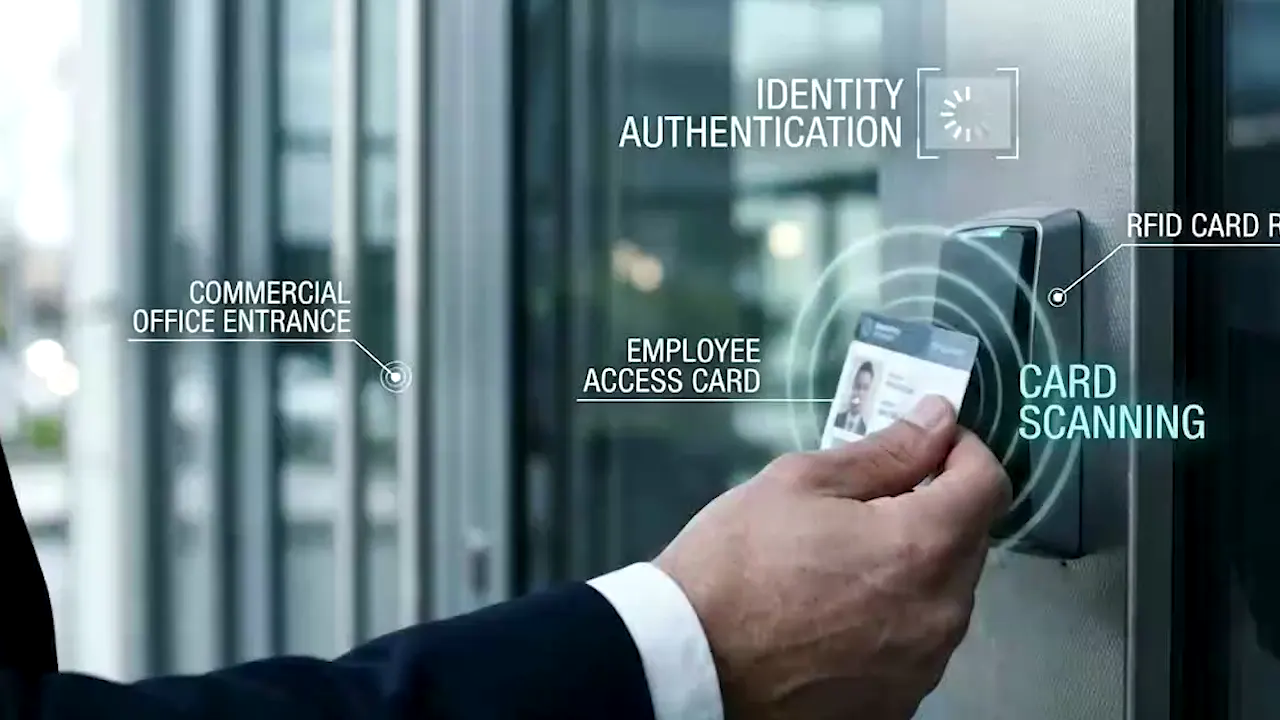 IDENTITY
AUTHENTICATION
RFID CARD R
COMMERCIAL
OFFICE ENTRANCE
EMPLOYEE
ACCESS CARD
CARD
SCANNING